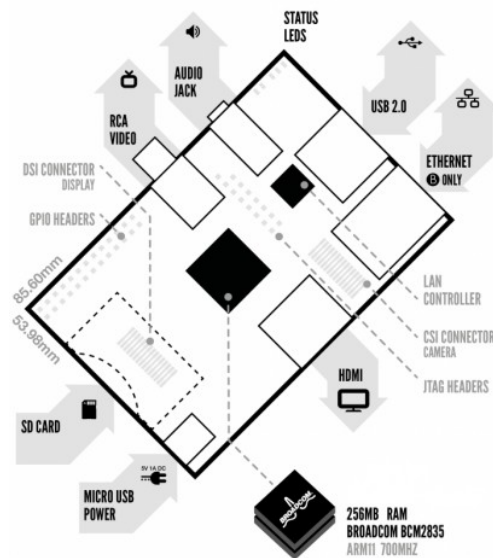 STATUS
LEDS
AUDIO
JACK
USB 2.0
RCA
VIDEO
ETHERNET
B ONLY
DSI CONNECTOR
DISPLAY
GPIO HEADERS
85.60mm
53.98mm
LAN
CONTROLLER
CSI CONNECTOR
CAMERA
JTAG HEADERS
HDMI
SD CARD
5V 1A DC
MICRO USB
POWER
BROADCOM
256MB RAM
BROADCOM BCM2835
ARM11 700MHZ